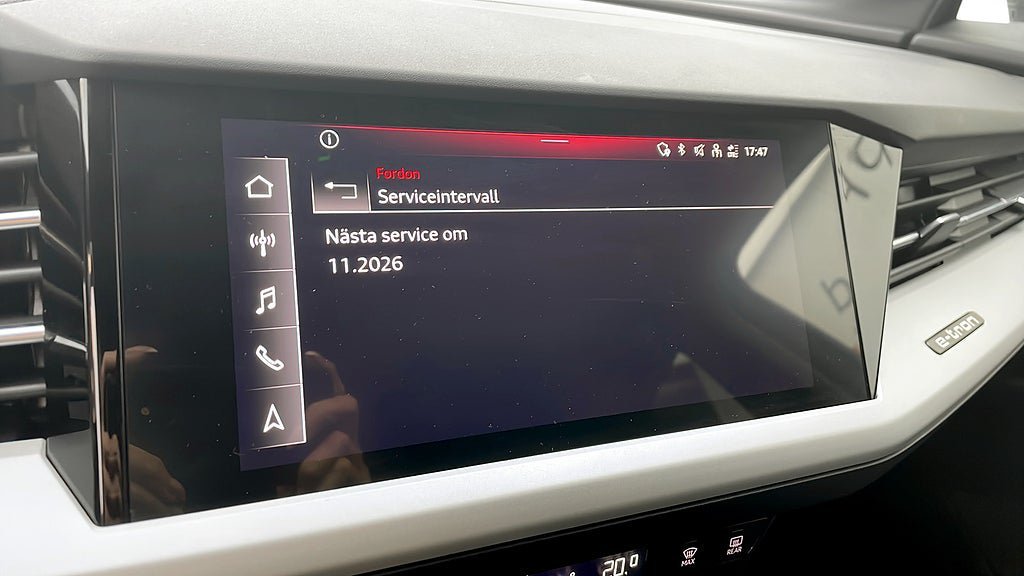 17:47
Fordon
Serviceintervall
Nästa service om
11.2026
e-tron
20.0
MAX
REAR